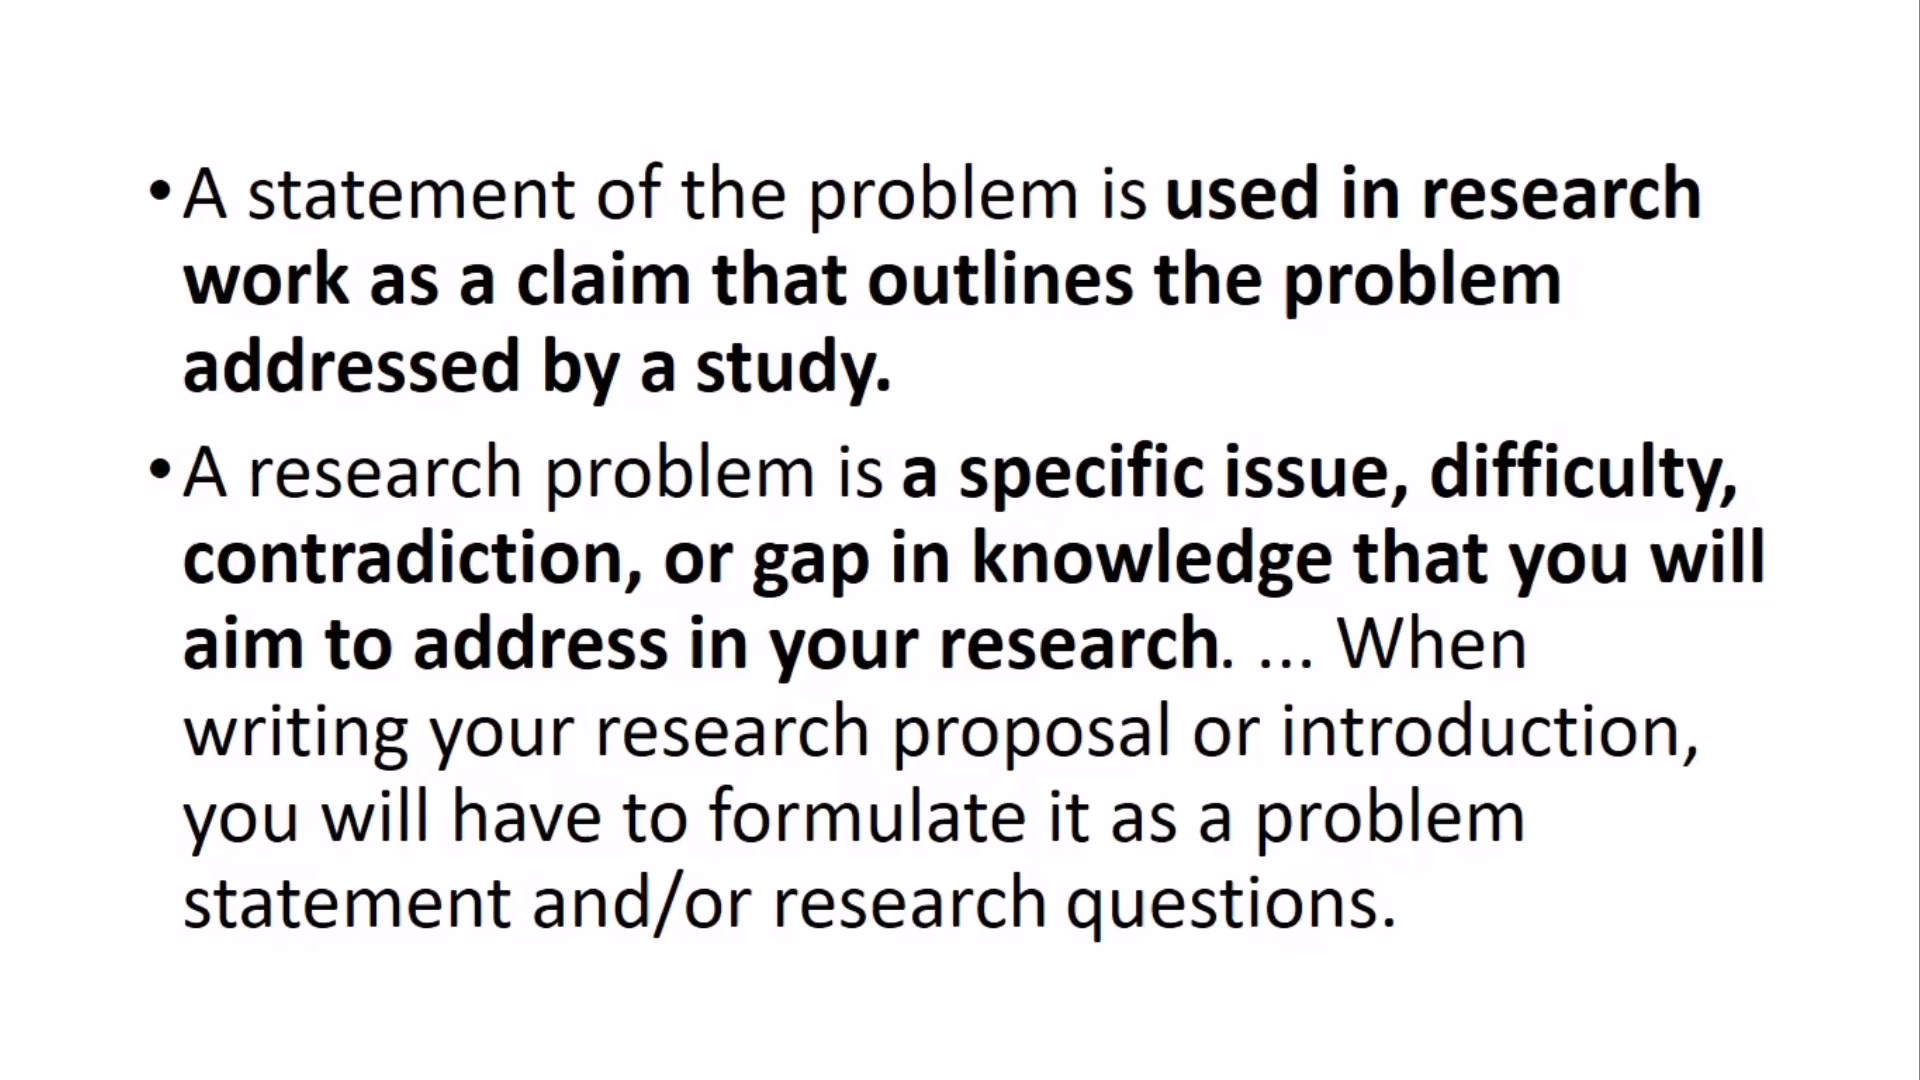 •A statement of the problem is used in research
work as a claim that outlines the problem
addressed by a study.
•A research problem is a specific issue, difficulty,
contradiction, or gap in knowledge that you will
aim to address in your research. ... When
writing your research proposal or introduction,
you will have to formulate it as a problem
statement and/or research questions.